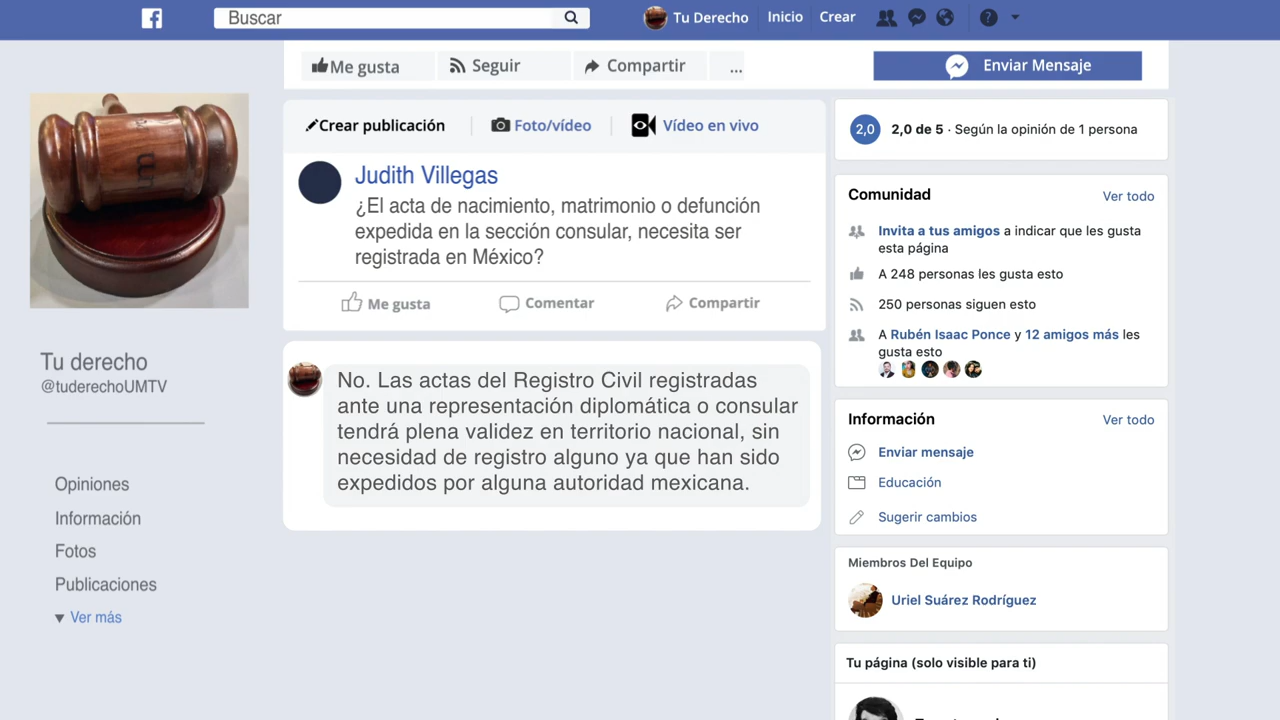 Buscar
Tu Derecho
Inicio
Crear
Me gusta
Seguir
Compartir
...
Enviar Mensaje
Crear publicación
Foto/vídeo
Vídeo en vivo
Judith Villegas
¿El acta de nacimiento, matrimonio o defunción
expedida en la sección consular, necesita ser
registrada en México?
Me gusta
Comentar
Compartir
No. Las actas del Registro Civil registradas
ante una representación diplomática o consular
tendrá plena validez en territorio nacional, sin
necesidad de registro alguno ya que han sido
expedidos por alguna autoridad mexicana.
Tu derecho
@tuderechoUMTV
Opiniones
Información
Fotos
Publicaciones
Ver más
2,0
2,0 de 5 · Según la opinión de 1 persona
Comunidad
Ver todo
Invita a tus amigos a indicar que les gusta
esta página
A 248 personas les gusta esto
250 personas siguen esto
A Rubén Isaac Ponce y 12 amigos más les
gusta esto
Información
Ver todo
Enviar mensaje
Educación
Sugerir cambios
Miembros Del Equipo
Uriel Suárez Rodríguez
Tu página (solo visible para ti)